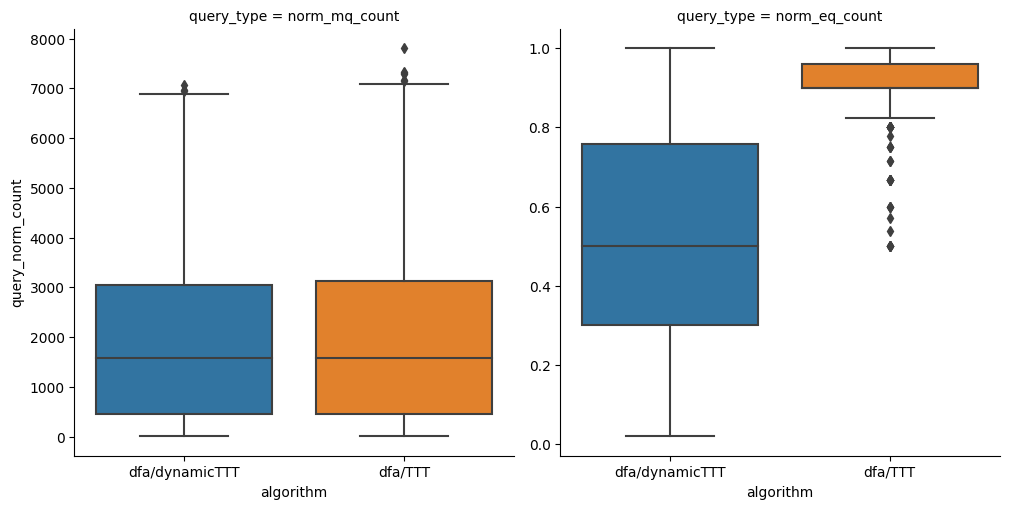 query_type = norm_mq_count
query_norm_count
8000
7000
6000
5000
4000
3000
2000
1000
0
dfa/dynamicTTT
dfa/TTT
algorithm
query_type = norm_eq_count
1.0
0.8
0.6
0.4
0.2
0.0
dfa/dynamicTTT
dfa/TTT
algorithm